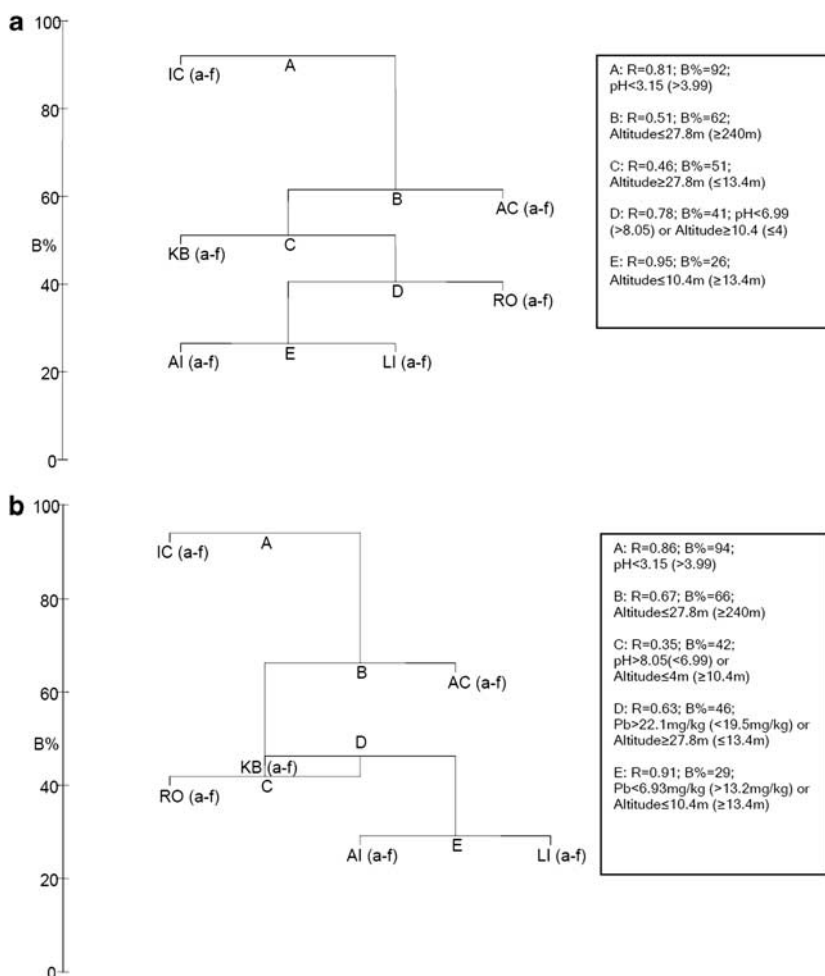 a
100
80
60
B%
40
20
0
IC (a-f)
A
B
AC (a-f)
KB (a-f)
C
D
RO (a-f)
AI (a-f)
E
LI (a-f)
A: R=0.81; B%=92;
pH<3.15 (>3.99)
B: R=0.51; B%=62;
Altitude≤27.8m (≥240m)
C: R=0.46; B%=51;
Altitude≥27.8m (≤13.4m)
D: R=0.78; B%=41; pH<6.99
(>8.05) or Altitude≥10.4 (≤4)
E: R=0.95; B%=26;
Altitude≤10.4m (≥13.4m)
b
100
80
60
B%
40
20
0
IC (a-f)
A
B
AC (a-f)
D
KB (a-f)
RO (a-f)
C
AI (a-f)
E
LI (a-f)
A: R=0.86; B%=94;
pH<3.15 (>3.99)
B: R=0.67; B%=66;
Altitude≤27.8m (≥240m)
C: R=0.35; B%=42;
pH>8.05(<6.99) or
Altitude≤4m (≥10.4m)
D: R=0.63; B%=46;
Pb>22.1mg/kg (<19.5mg/kg) or
Altitude≥27.8m (≤13.4m)
E: R=0.91; B%=29;
Pb<6.93mg/kg (>13.2mg/kg) or
Altitude≤10.4m (≥13.4m)